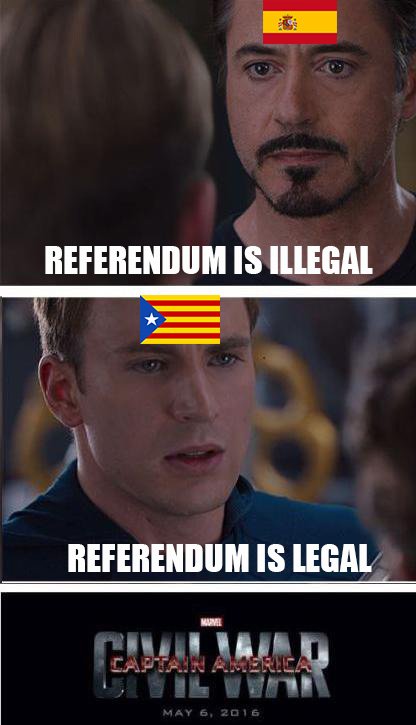 REFERENDUM IS ILLEGAL
REFERENDUM IS LEGAL
MARVEL
CIVIL WAR
CAPTAIN AMERICA
MAY 6, 2016